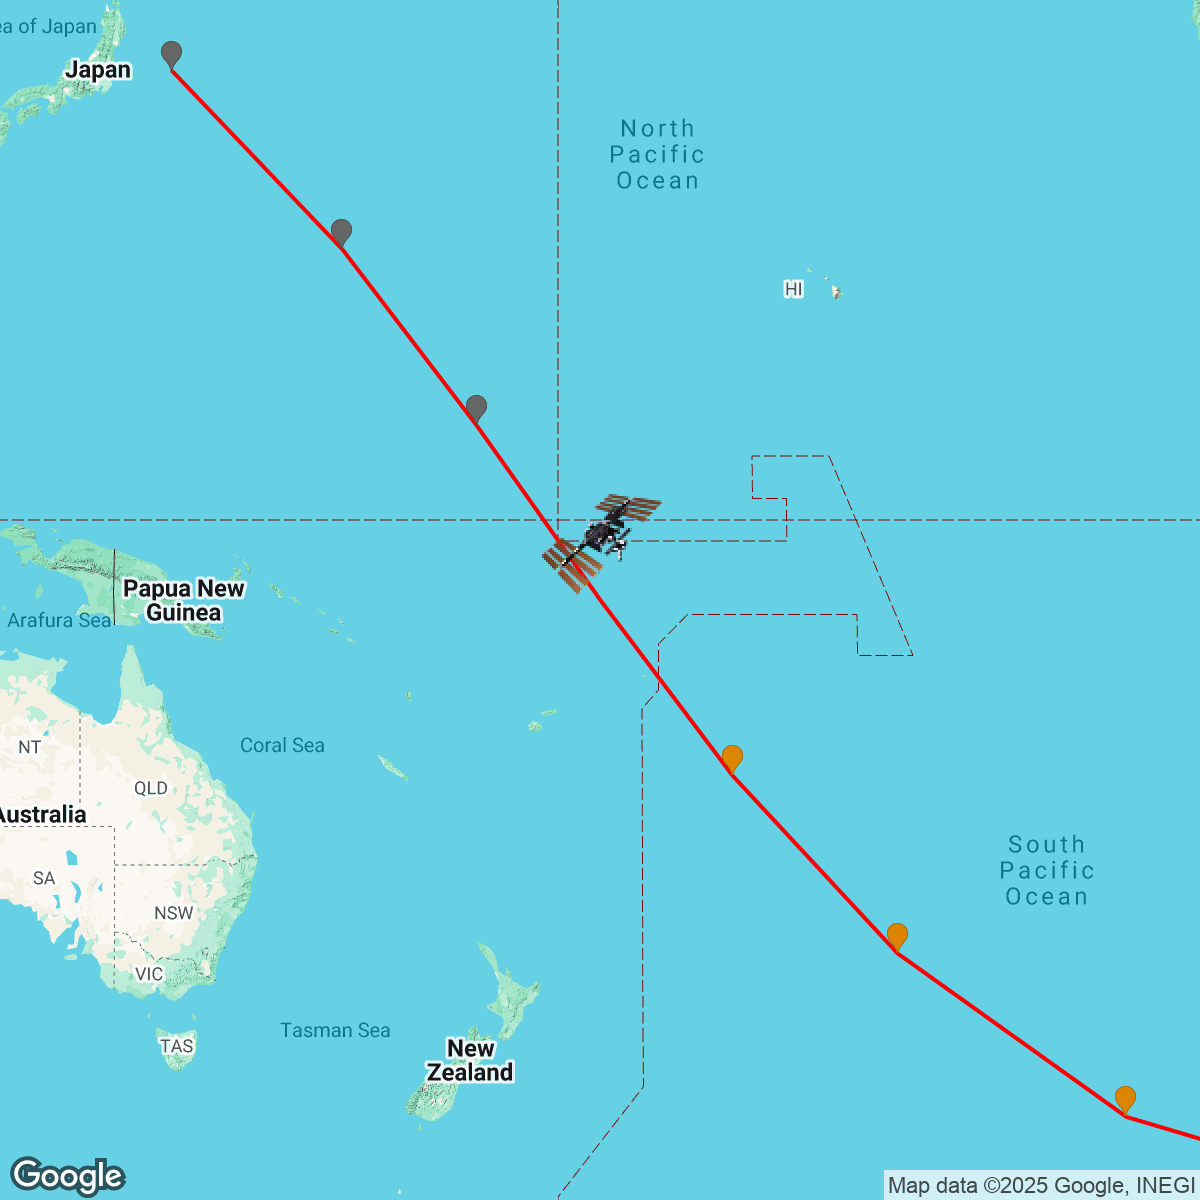 ea of Japan
Japan
North
Pacific
Ocean
HI
Papua New
Guinea
Arafura Sea
NT
Coral Sea
QLD
Australia
South
Pacific
Ocean
SA
NSW
VIC
Tasman Sea
TAS
New
Zealand
Google
Map data ©2025 Google, INEGI